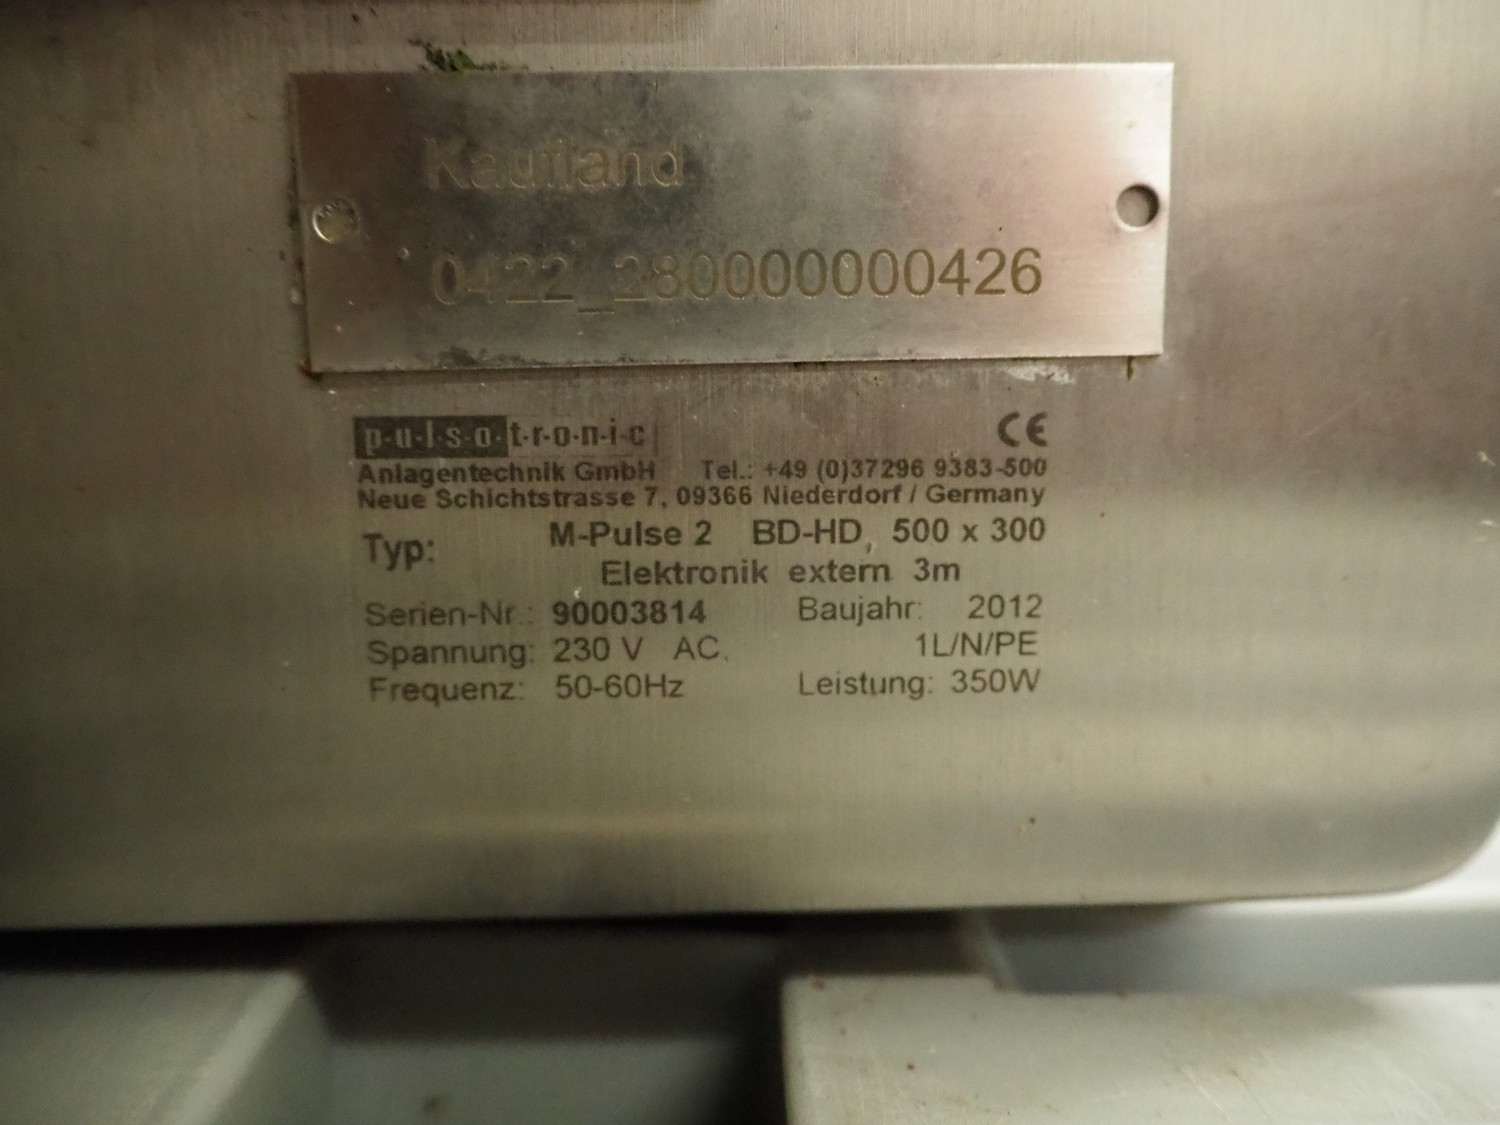 Kaufland
0422_280000000426
p-u-l-s-o-t-r-o-n-i-c CE
Anlagentechnik GmbH Tel.: +49 (0)37296 9383-500
Neue Schichtstrasse 7, 09366 Niederdorf / Germany
Typ: M-Pulse 2 BD-HD, 500 x 300
Elektronik extern 3m
Serien-Nr.: 90003814 Baujahr: 2012
Spannung: 230 V AC, 1L/N/PE
Frequenz: 50-60Hz Leistung: 350W